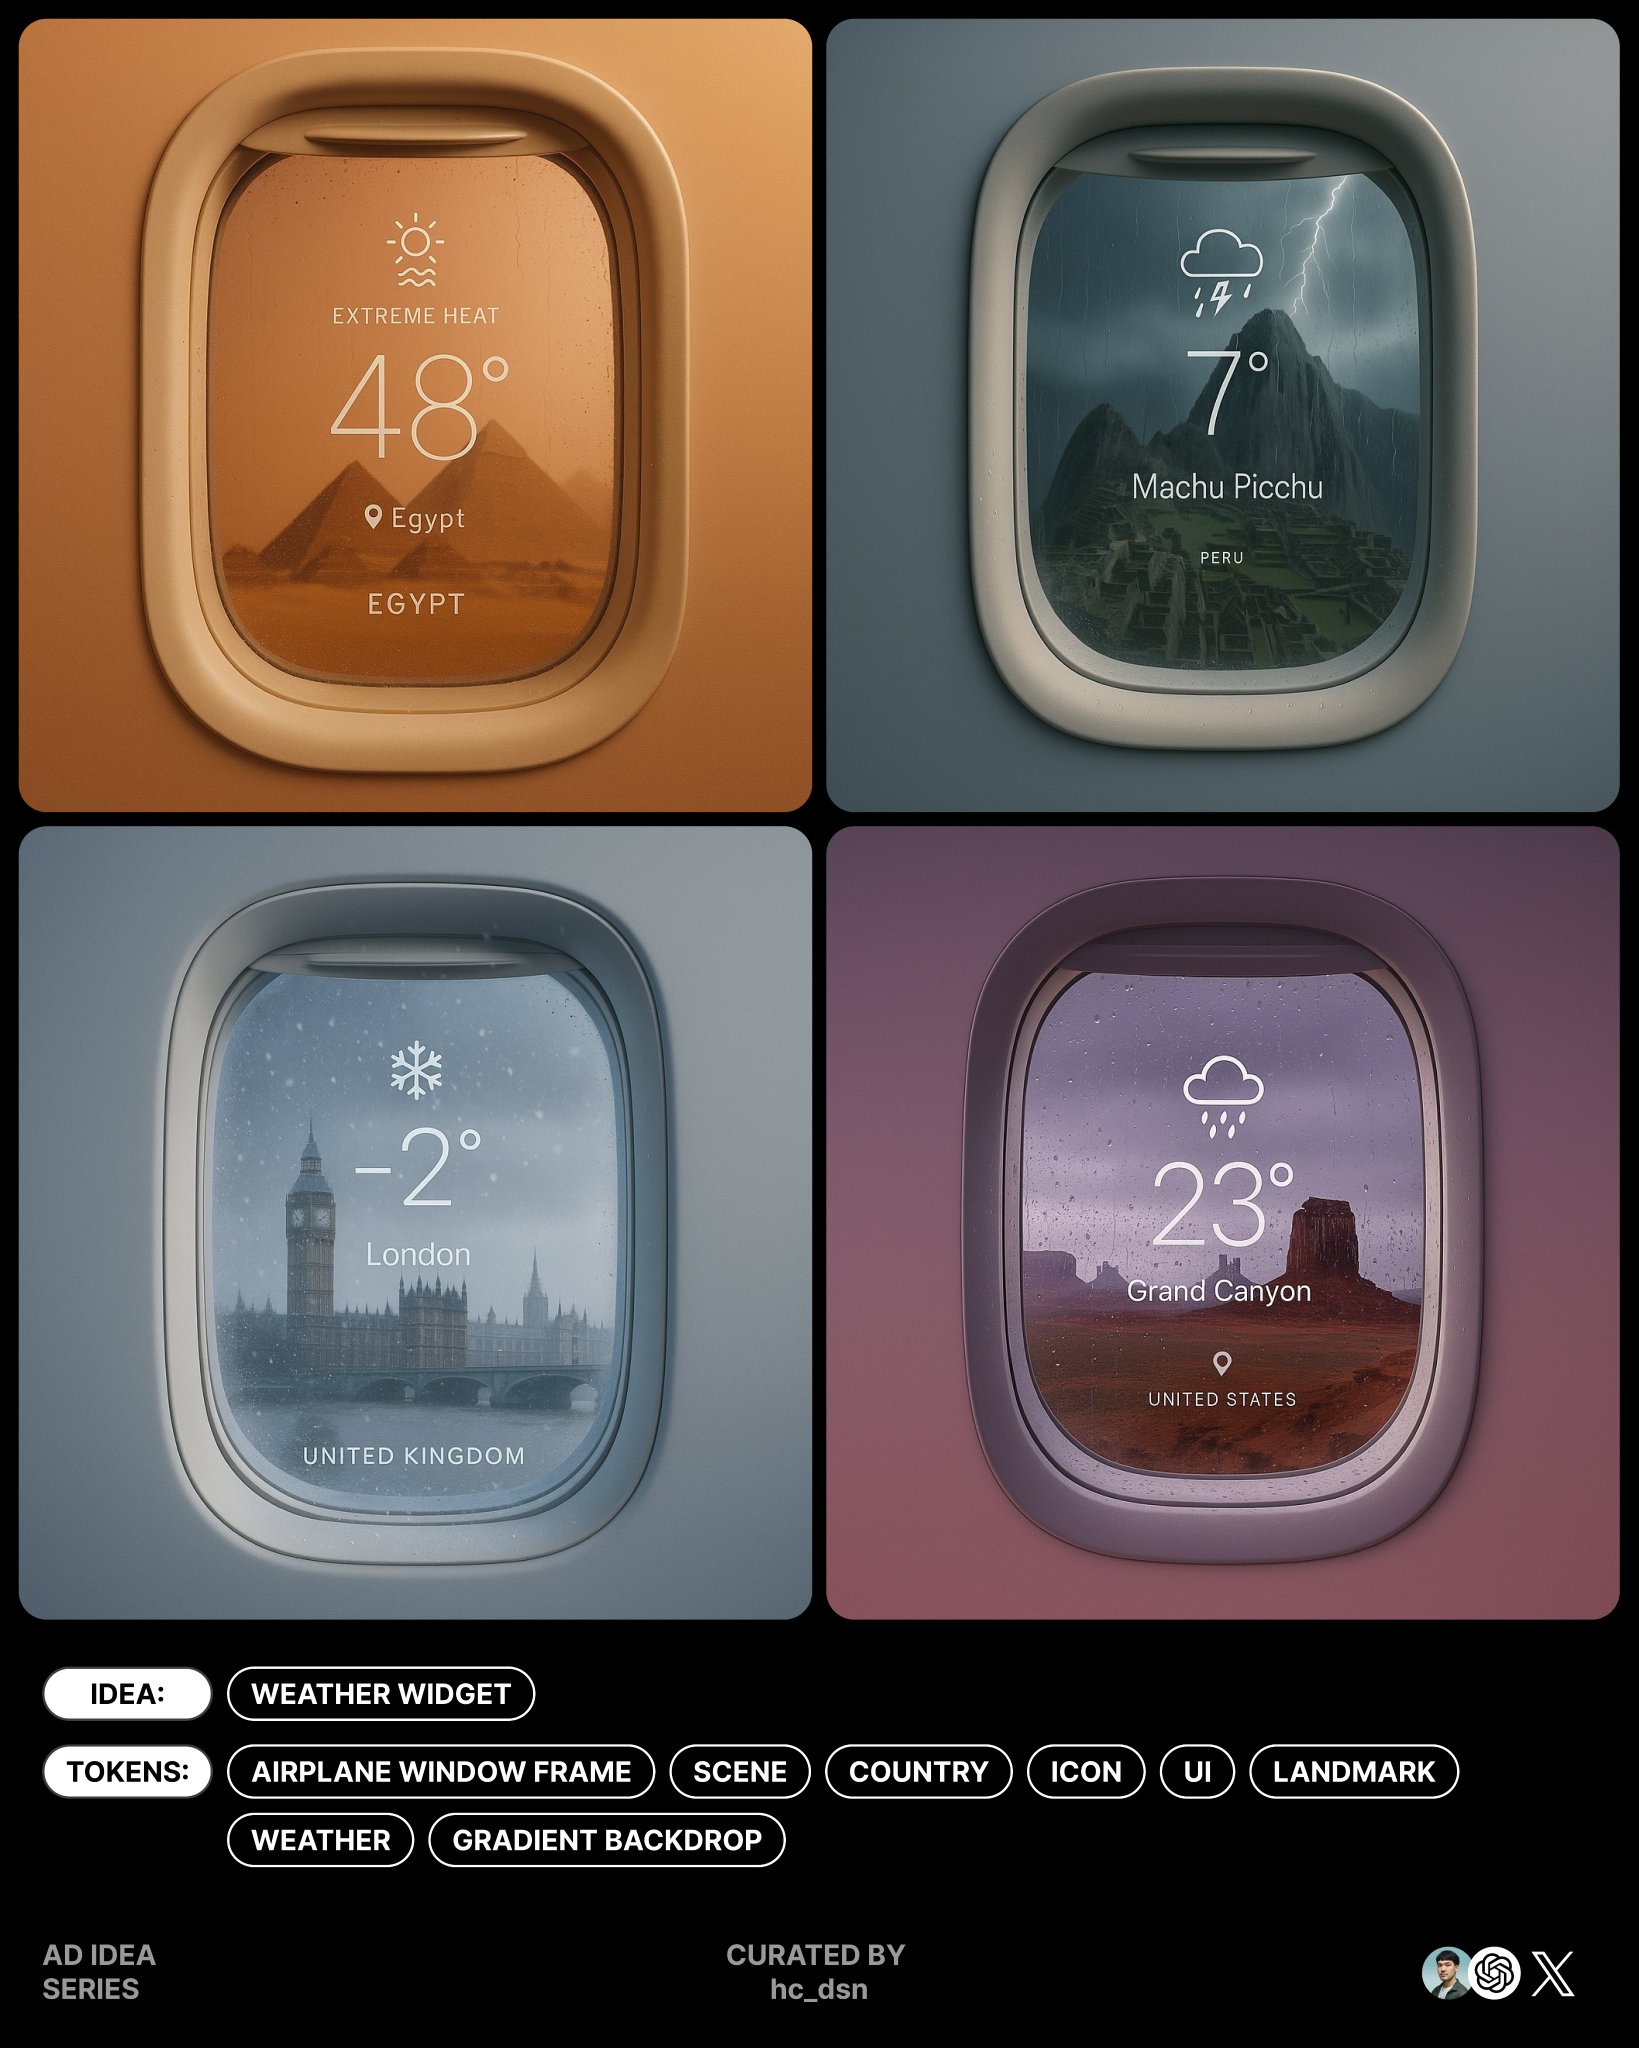 EXTREME HEAT
48°
Egypt
EGYPT
7°
Machu Picchu
PERU
-2°
London
UNITED KINGDOM
23°
Grand Canyon
UNITED STATES
IDEA: WEATHER WIDGET
TOKENS: AIRPLANE WINDOW FRAME SCENE COUNTRY ICON UI LANDMARK
WEATHER GRADIENT BACKDROP
AD IDEA
SERIES
CURATED BY
hc_dsn